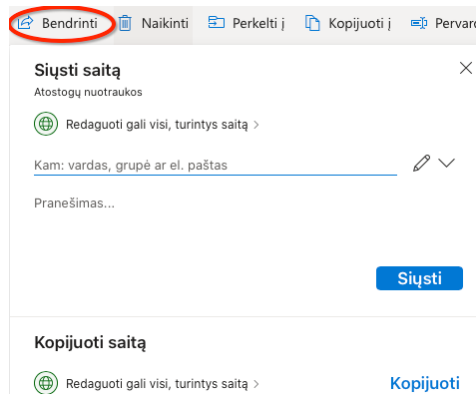 Bendrinti Naikinti Perkelti į Kopijuoti į
Siųsti saitą
Atostogų nuotraukos
Redaguoti gali visi, turintys saitą >
Kam: vardas, grupė ar el. paštas
Pranešimas...
Siųsti
Kopijuoti saitą
Redaguoti gali visi, turintys saitą > Kopijuoti